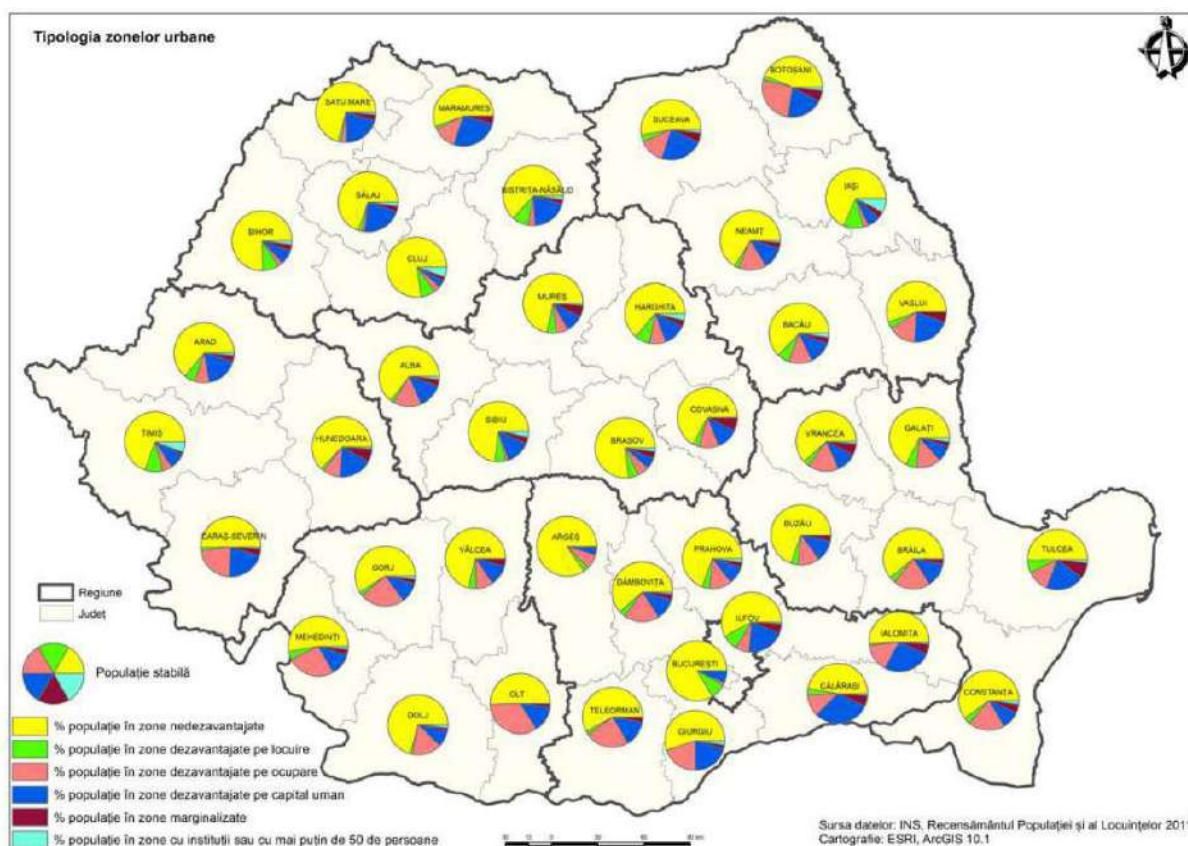 Tipologia zonelor urbane
BOTOȘANI
SATU-MARE
MARAMUREȘ
SUCEAVA
SĂLAJ
BISTRIȚA-NĂSĂUD
IAȘI
BIHOR
NEAMȚ
CLUJ
MUREȘ
HARGHITA
VASLUI
BACĂU
ARAD
ALBA
COVASNA
SIBIU
TIMIȘ
HUNEDOARA
BRAȘOV
VRANCEA
GALAȚI
CARAȘ-SEVERIN
VÂLCEA
ARGEȘ
BUZĂU
PRAHOVA
BRĂILA
TULCEA
GORJ
DÂMBOVIȚA
ILFOV
MEHEDINȚI
IALOMIȚA
BUCUREȘTI
CĂLĂRAȘI
CONSTANȚA
OLT
DOLJ
TELEORMAN
GIURGIU
Regiune
Județ
Populație stabilă
% populație în zone nedezavantajate
% populație în zone dezavantajate pe locuire
% populație în zone dezavantajate pe ocupare
% populație în zone dezavantajate pe capital uman
% populație în zone marginalizate
% populație în zone cu instituții sau cu mai puțin de 50 de persoane
Sursa datelor: INS, Recensământul Populației și al Locuințelor 2011
Cartografie: ESRI, ArcGIS 10.1